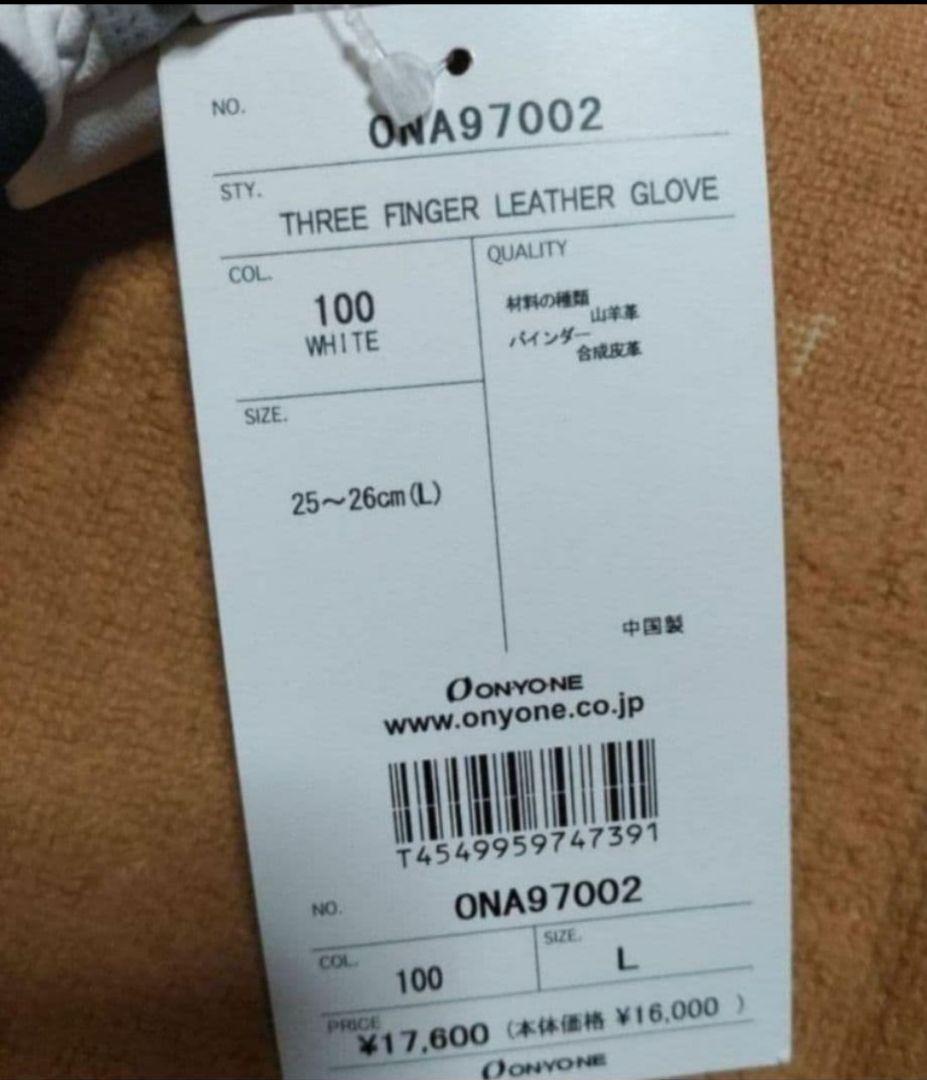 NO.
ONA97002
STY.
THREE FINGER LEATHER GLOVE
COL.
100
WHITE
QUALITY
材料の種類
山羊革
バインダー
合成皮革
SIZE.
25～26cm(L)
中国製
ONYONE
www.onyone.co.jp
T4549959747391
NO. ONA97002
COL. 100
SIZE. L
PRICE
¥17,600 (本体価格 ¥16,000 )
ONYONE